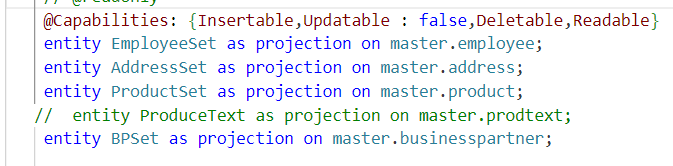 // @readonly
@Capabilities: {Insertable,Updatable : false,Deletable,Readable}
entity EmployeeSet as projection on master.employee;
entity AddressSet as projection on master.address;
entity ProductSet as projection on master.product;
//  entity ProduceText as projection on master.prodtext;
entity BPSet as projection on master.businesspartner;